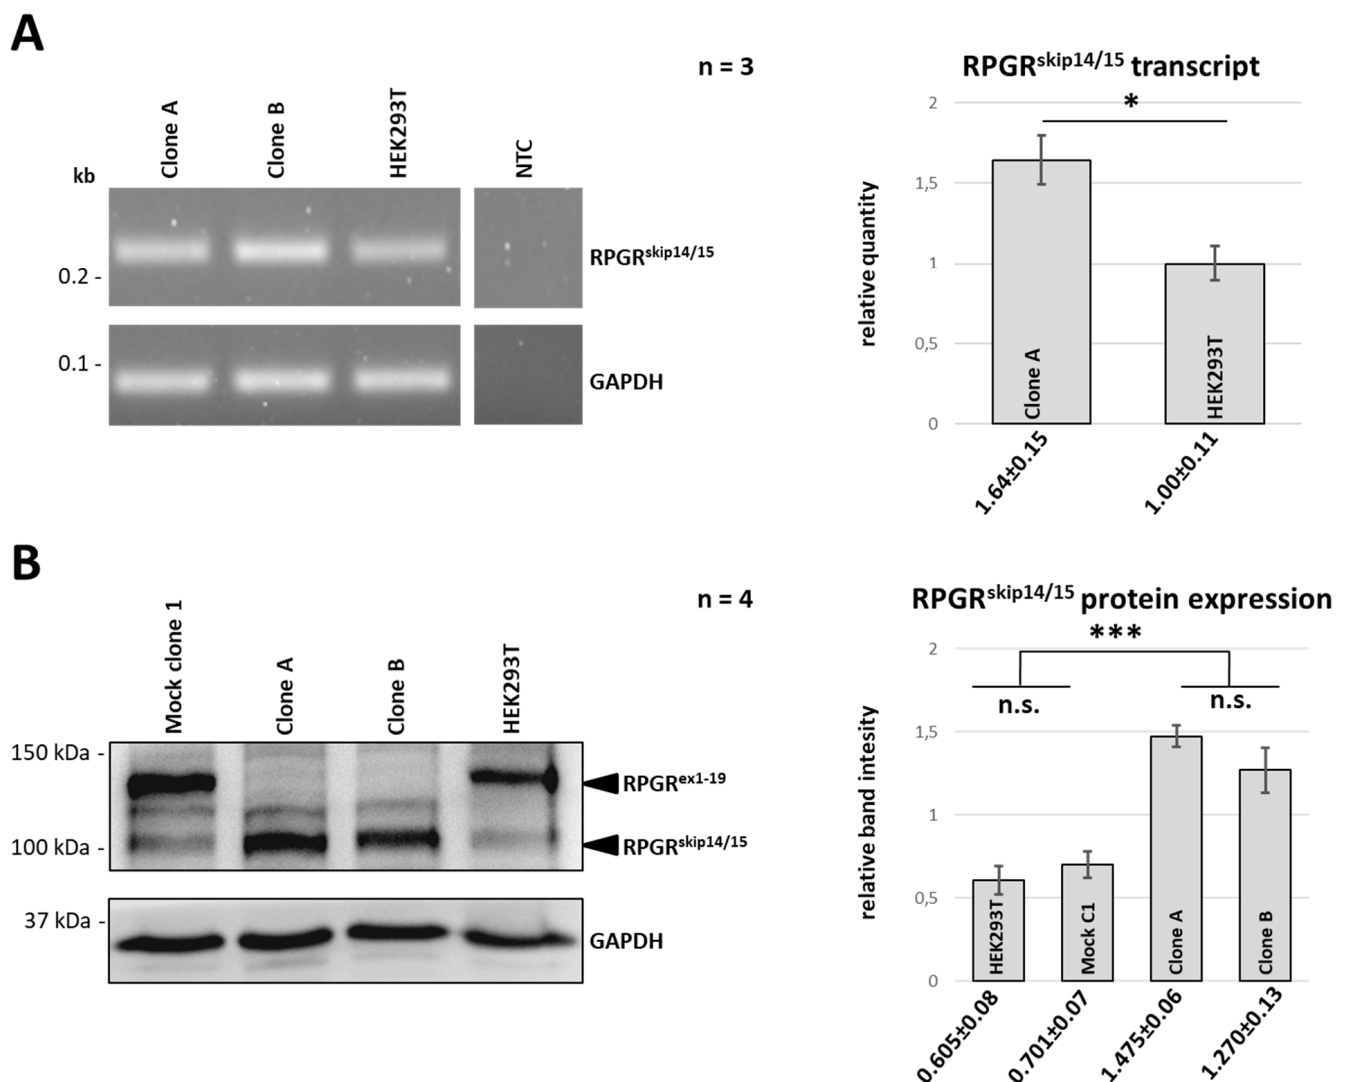 A
n = 3
Clone A
Clone B
HEK293T
NTC
kb
0.2 -
0.1 -
RPGRskip14/15
GAPDH
RPGRskip14/15 transcript
*
relative quantity
2
1,5
1
0,5
0
Clone A
HEK293T
1.64±0.15
1.00±0.11
B
n = 4
Mock clone 1
Clone A
Clone B
HEK293T
150 kDa -
100 kDa -
37 kDa -
RPGRex1-19
RPGRskip14/15
GAPDH
RPGRskip14/15 protein expression
***
n.s.
n.s.
relative band intesity
2
1,5
1
0,5
0
HEK293T
Mock C1
Clone A
Clone B
0.605±0.08
0.701±0.07
1.475±0.06
1.270±0.13